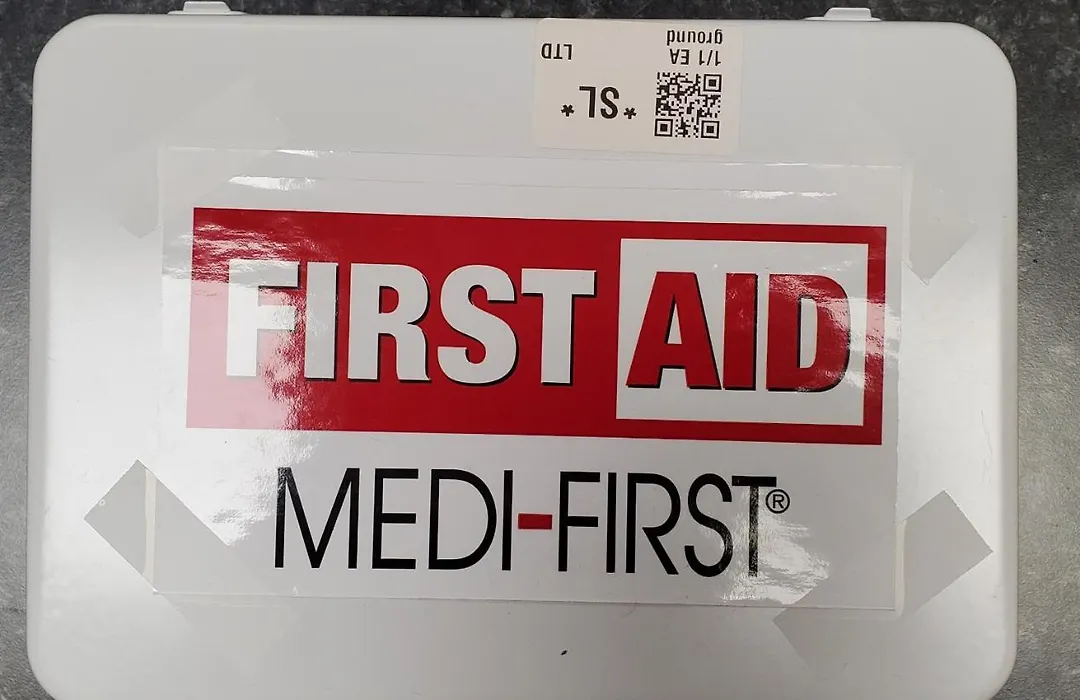 ground
1/1 EA LTD
*SL*
FIRST AID
MEDI-FIRST®